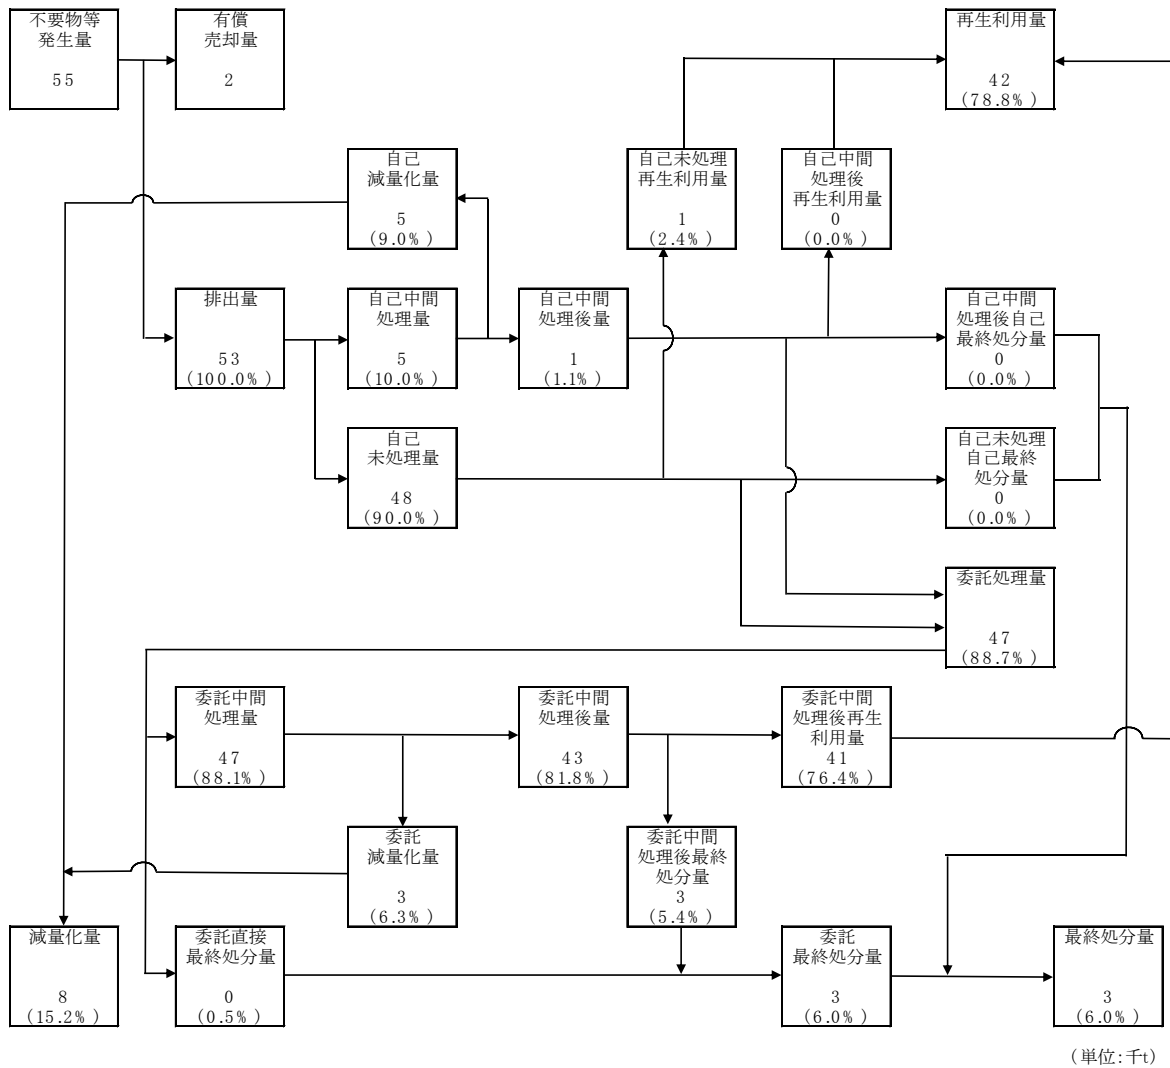 不要物等
発生量
55
有償
売却量
2
再生利用量
42
(78.8%)
自己
減量化量
5
(9.0%)
自己未処理
再生利用量
1
(2.4%)
自己中間
処理後
再生利用量
0
(0.0%)
排出量
53
(100.0%)
自己中間
処理量
5
(10.0%)
自己中間
処理後量
1
(1.1%)
自己中間
処理後自己
最終処分量
0
(0.0%)
自己
未処理量
48
(90.0%)
自己未処理
自己最終
処分量
0
(0.0%)
委託処理量
47
(88.7%)
委託中間
処理量
47
(88.1%)
委託中間
処理後量
43
(81.8%)
委託中間
処理後再生
利用量
41
(76.4%)
委託
減量化量
3
(6.3%)
委託中間
処理後最終
処分量
3
(5.4%)
減量化量
8
(15.2%)
委託直接
最終処分量
0
(0.5%)
委託
最終処分量
3
(6.0%)
最終処分量
3
(6.0%)
(単位:千t)